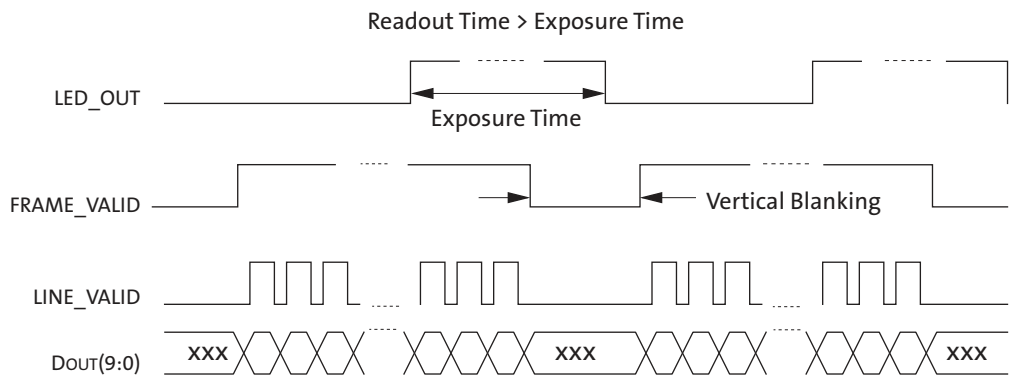 Readout Time > Exposure Time
LED_OUT
Exposure Time
FRAME_VALID
Vertical Blanking
LINE_VALID
DOUT(9:0)
XXX
XXX
XXX